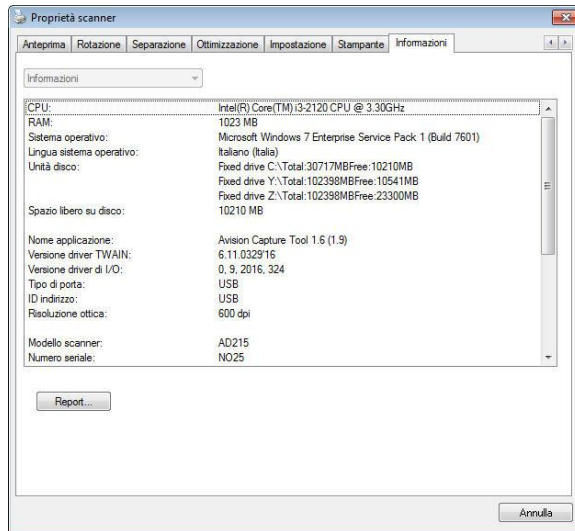 Proprietà scanner
Anteprima Rotazione Separazione Ottimizzazione Impostazione Stampante Informazioni
Informazioni
CPU: Intel(R) Core(TM) i3-2120 CPU @ 3.30GHz
RAM: 1023 MB
Sistema operativo: Microsoft Windows 7 Enterprise Service Pack 1 (Build 7601)
Lingua sistema operativo: Italiano (Italia)
Unità disco: Fixed drive C:\Total:30717MBFree:10210MB
Fixed drive Y:\Total:102398MBFree:10541MB
Fixed drive Z:\Total:102398MBFree:23300MB
Spazio libero su disco: 10210 MB
Nome applicazione: Avision Capture Tool 1.6 (1.9)
Versione driver TWAIN: 6.11.0329'16
Versione driver di I/O: 0, 9, 2016, 324
Tipo di porta: USB
ID indirizzo: USB
Risoluzione ottica: 600 dpi
Modello scanner: AD215
Numero seriale: NO25
Report...
Annulla